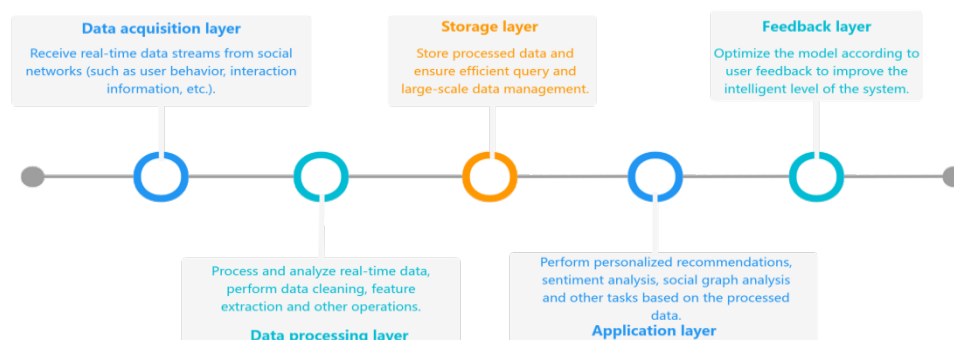 Data acquisition layer
Receive real-time data streams from social
networks (such as user behavior, interaction
information, etc.).
Storage layer
Store processed data and
ensure efficient query and
large-scale data management.
Feedback layer
Optimize the model according to
user feedback to improve the
intelligent level of the system.
Process and analyze real-time data,
perform data cleaning, feature
extraction and other operations.
Data processing layer
Perform personalized recommendations,
sentiment analysis, social graph analysis
and other tasks based on the processed
data.
Application layer